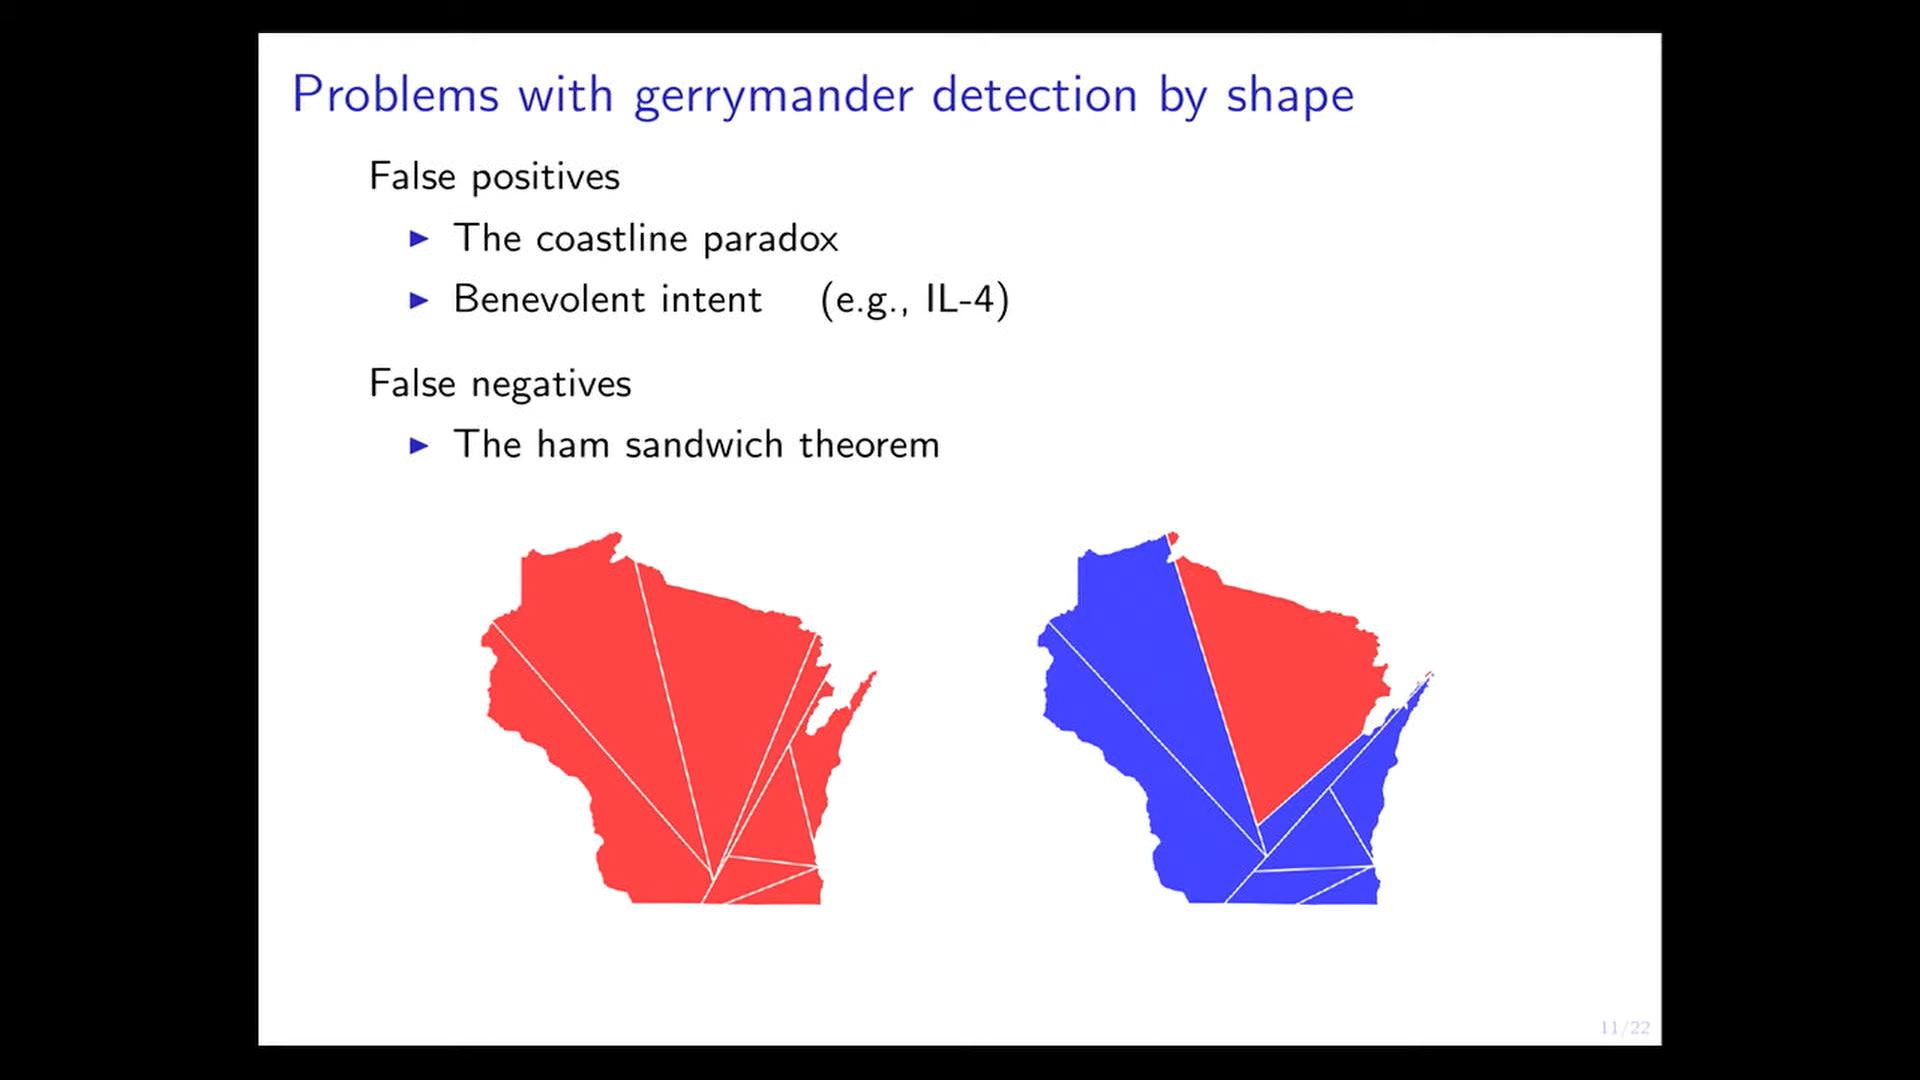 Problems with gerrymander detection by shape
False positives
▶ The coastline paradox
▶ Benevolent intent (e.g., IL-4)
False negatives
▶ The ham sandwich theorem
11/22